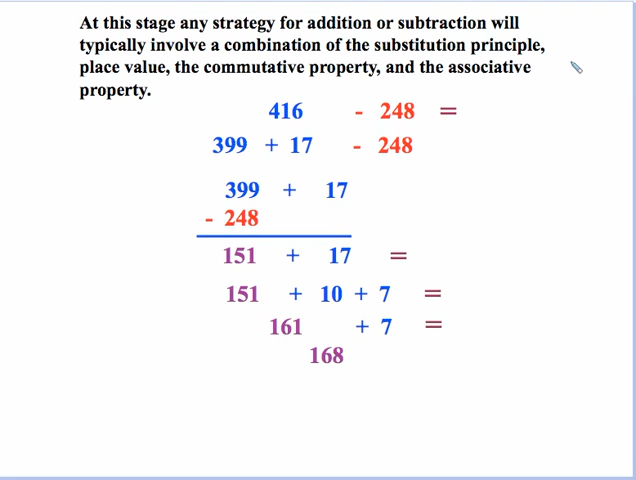 At this stage any strategy for addition or subtraction will
typically involve a combination of the substitution principle,
place value, the commutative property, and the associative
property.
416 - 248 =
399 + 17 - 248
399 + 17
- 248
151 + 17 =
151 + 10 + 7 =
161 + 7 =
168